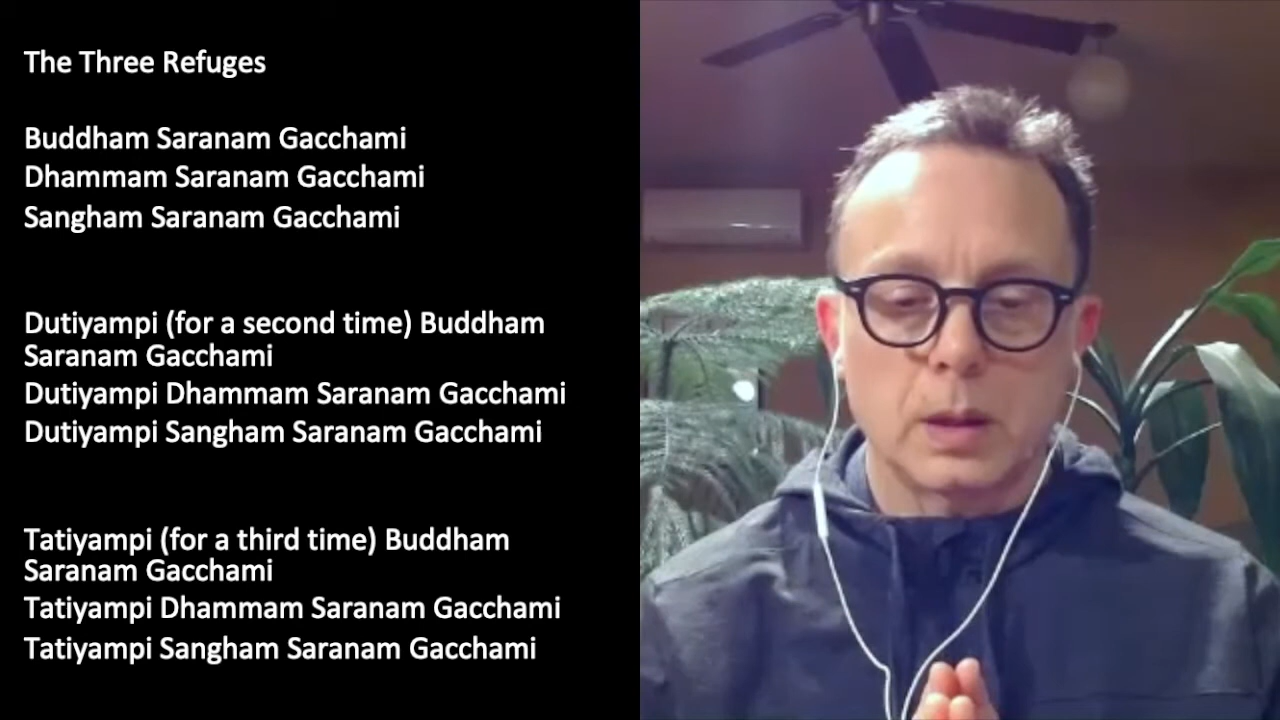 The Three Refuges
Buddham Saranam Gacchami
Dhammam Saranam Gacchami
Sangham Saranam Gacchami
Dutiyampi (for a second time) Buddham
Saranam Gacchami
Dutiyampi Dhammam Saranam Gacchami
Dutiyampi Sangham Saranam Gacchami
Tatiyampi (for a third time) Buddham
Saranam Gacchami
Tatiyampi Dhammam Saranam Gacchami
Tatiyampi Sangham Saranam Gacchami